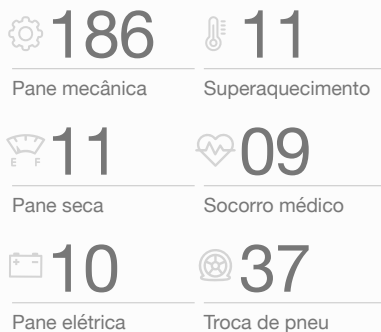 186 11
Pane mecânica Superaquecimento
E F 11 09
Pane seca Socorro médico
10 37
Pane elétrica Troca de pneu